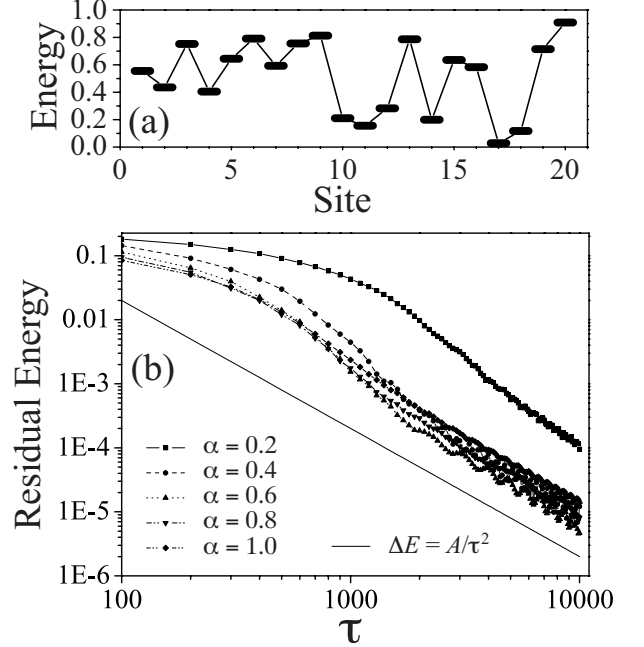 1.0
0.8
0.6
0.4
0.2
0.0
Energy
(a)
0 5 10 15 20
Site
0.1
0.01
1E-3
1E-4
1E-5
1E-6
Residual Energy
(b)
α = 0.2
α = 0.4
α = 0.6
α = 0.8
α = 1.0
ΔE = A/τ²
100 1000 10000
τ